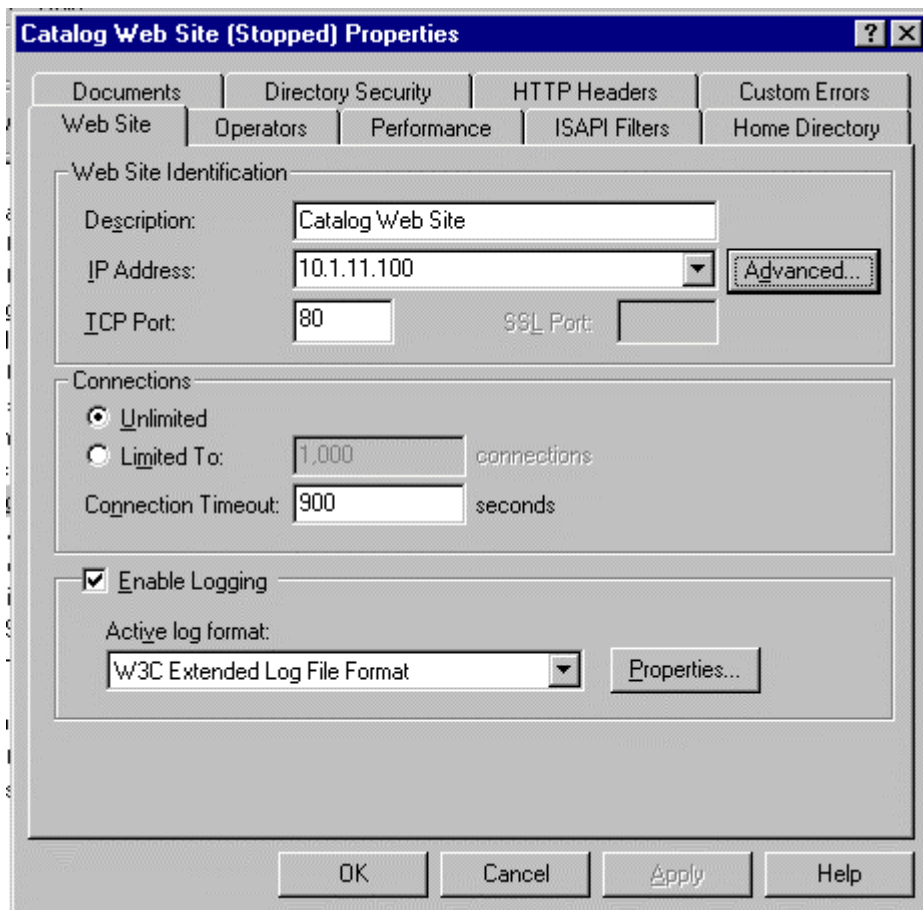 Catalog Web Site (Stopped) Properties
Documents Directory Security HTTP Headers Custom Errors
Web Site Operators Performance ISAPI Filters Home Directory
Web Site Identification
Description: Catalog Web Site
IP Address: 10.1.11.100 Advanced...
TCP Port: 80 SSL Port:
Connections
Unlimited
Limited To: 1,000 connections
Connection Timeout: 900 seconds
Enable Logging
Active log format:
W3C Extended Log File Format Properties...
OK Cancel Apply Help